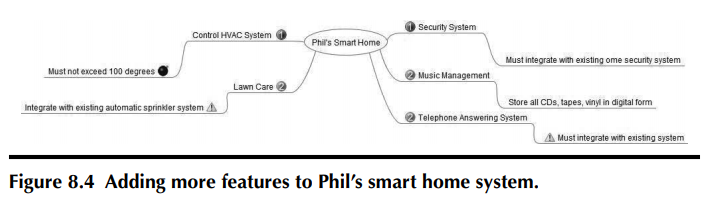 Security System
Control HVAC System
Phil's Smart Home
Must integrate with existing ome security system
Must not exceed 100 degrees
Music Management
Lawn Care
Store all CDs, tapes, vinyl in digital form
Integrate with existing automatic sprinkler system
Telephone Answering System
Must integrate with existing system
Figure 8.4 Adding more features to Phil's smart home system.